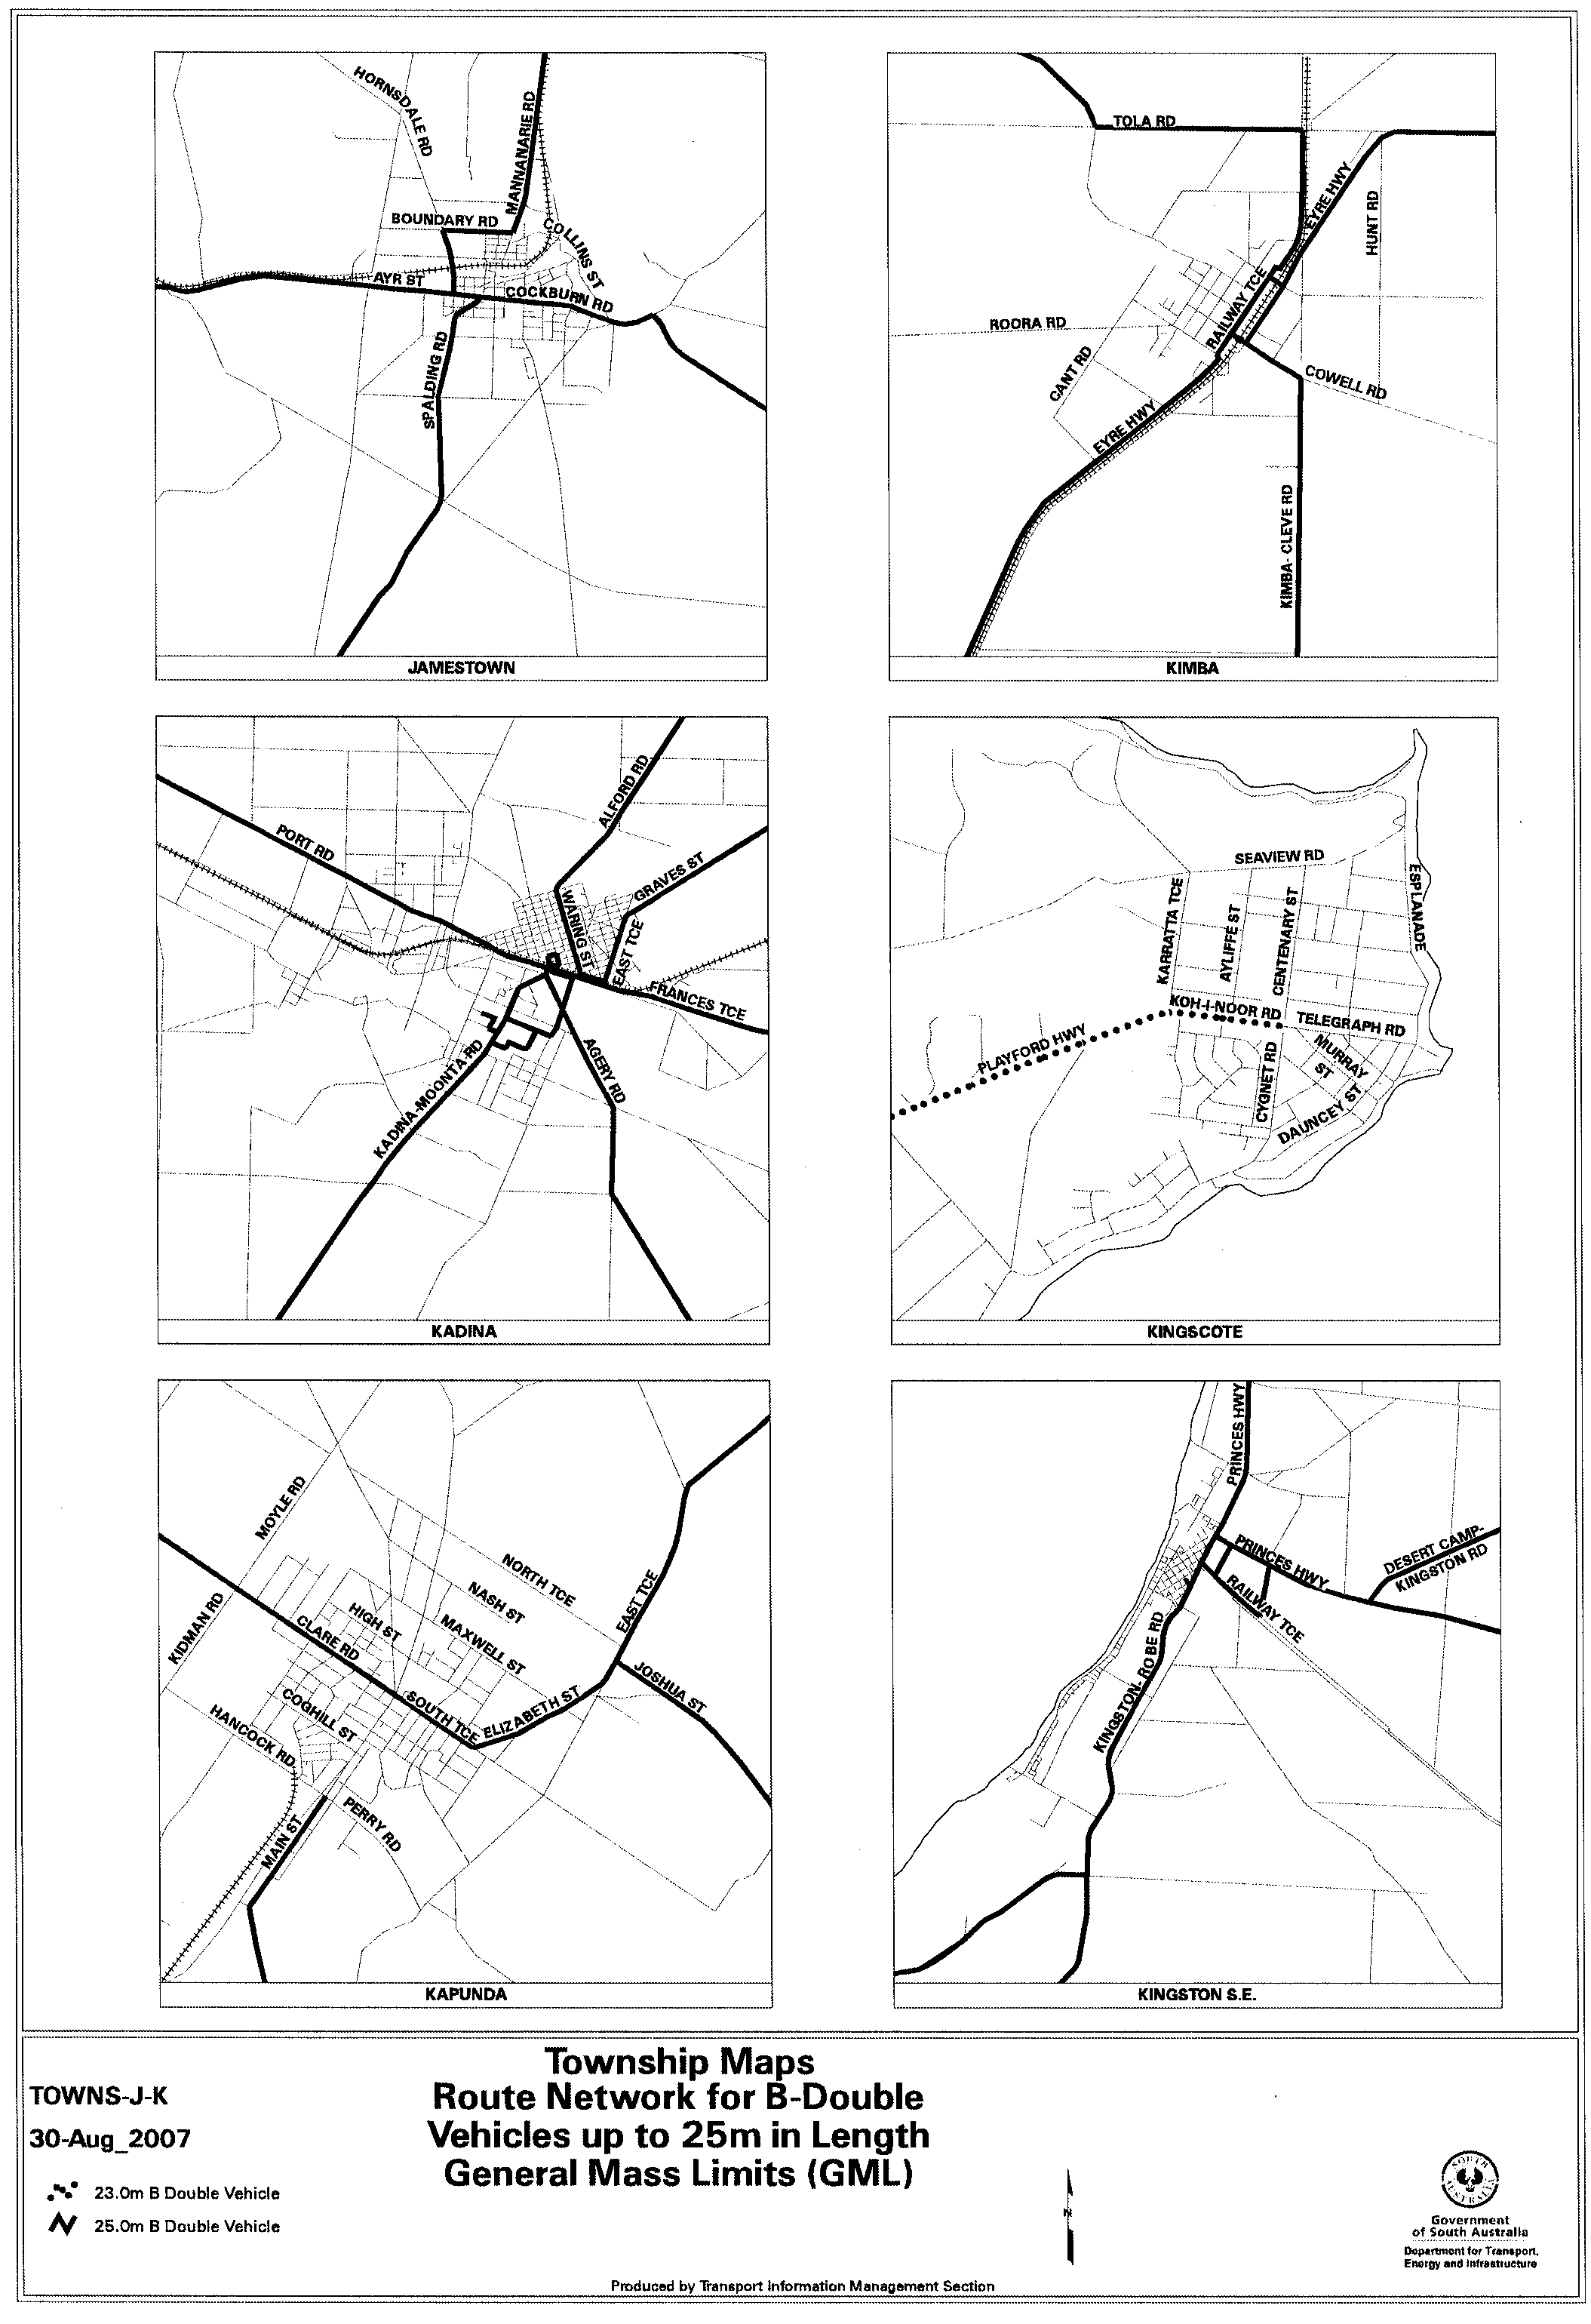 HORNSDALE RD
MANNANARIE RD
BOUNDARY RD
COLLINS ST
AYR ST
COCKBURN RD
SPALDING RD
JAMESTOWN
TOLA RD
EYRE HWY
HUNT RD
RAILWAY TCE
ROORA RD
CANT RD
COWELL RD
EYRE HWY
KIMBA- CLEVE RD
KIMBA
ALFORD RD
PORT RD
GRAVES ST
WARING ST
EAST TCE
FRANCES TCE
AGERY RD
KADINA-MOONTA RD
KADINA
SEAVIEW RD
ESPLANADE
KARRATTA TCE
AYLIFFE ST
CENTENARY ST
KOH-I-NOOR RD
TELEGRAPH RD
PLAYFORD HWY
MURRAY ST
CYGNET RD
DAUNCEY ST
KINGSCOTE
MOYLE RD
NORTH TCE
NASH ST
EAST TCE
KIDMAN RD
HIGH ST
MAXWELL ST
CLARE RD
JOSHUA ST
COGHILL ST
SOUTH TCE
ELIZABETH ST
HANCOCK RD
PERRY RD
MAIN ST
KAPUNDA
PRINCES HWY
PRINCES HWY
DESERT CAMP-
KINGSTON RD
RAILWAY TCE
KINGSTON- ROBE RD
KINGSTON S.E.
TOWNS-J-K
30-Aug_2007
23.0m B Double Vehicle
25.0m B Double Vehicle
Township Maps
Route Network for B-Double
Vehicles up to 25m in Length
General Mass Limits (GML)
N
SOUTH
AUSTRALIA
Government
of South Australia
Department for Transport,
Energy and Infrastructure
Produced by Transport Information Management Section